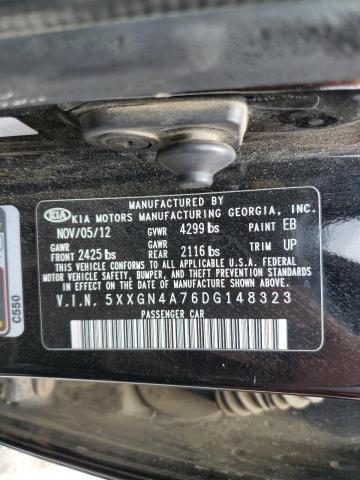 MANUFACTURED BY
KIA KIA MOTORS MANUFACTURING GEORGIA, INC.
NOV/05/12 GVWR 4299 lbs PAINT EB
GAWR FRONT 2425 lbs GAWR REAR 2116 lbs TRIM UP
THIS VEHICLE CONFORMS TO ALL APPLICABLE FEDERAL
MOTOR VEHICLE SAFETY, BUMPER, AND THEFT PREVENTION
STANDARDS IN EFFECT ON THE DATE OF MANUFACTURE
SHOWN ABOVE.
V.I.N. 5XXGN4A76DG148323
PASSENGER CAR
C550